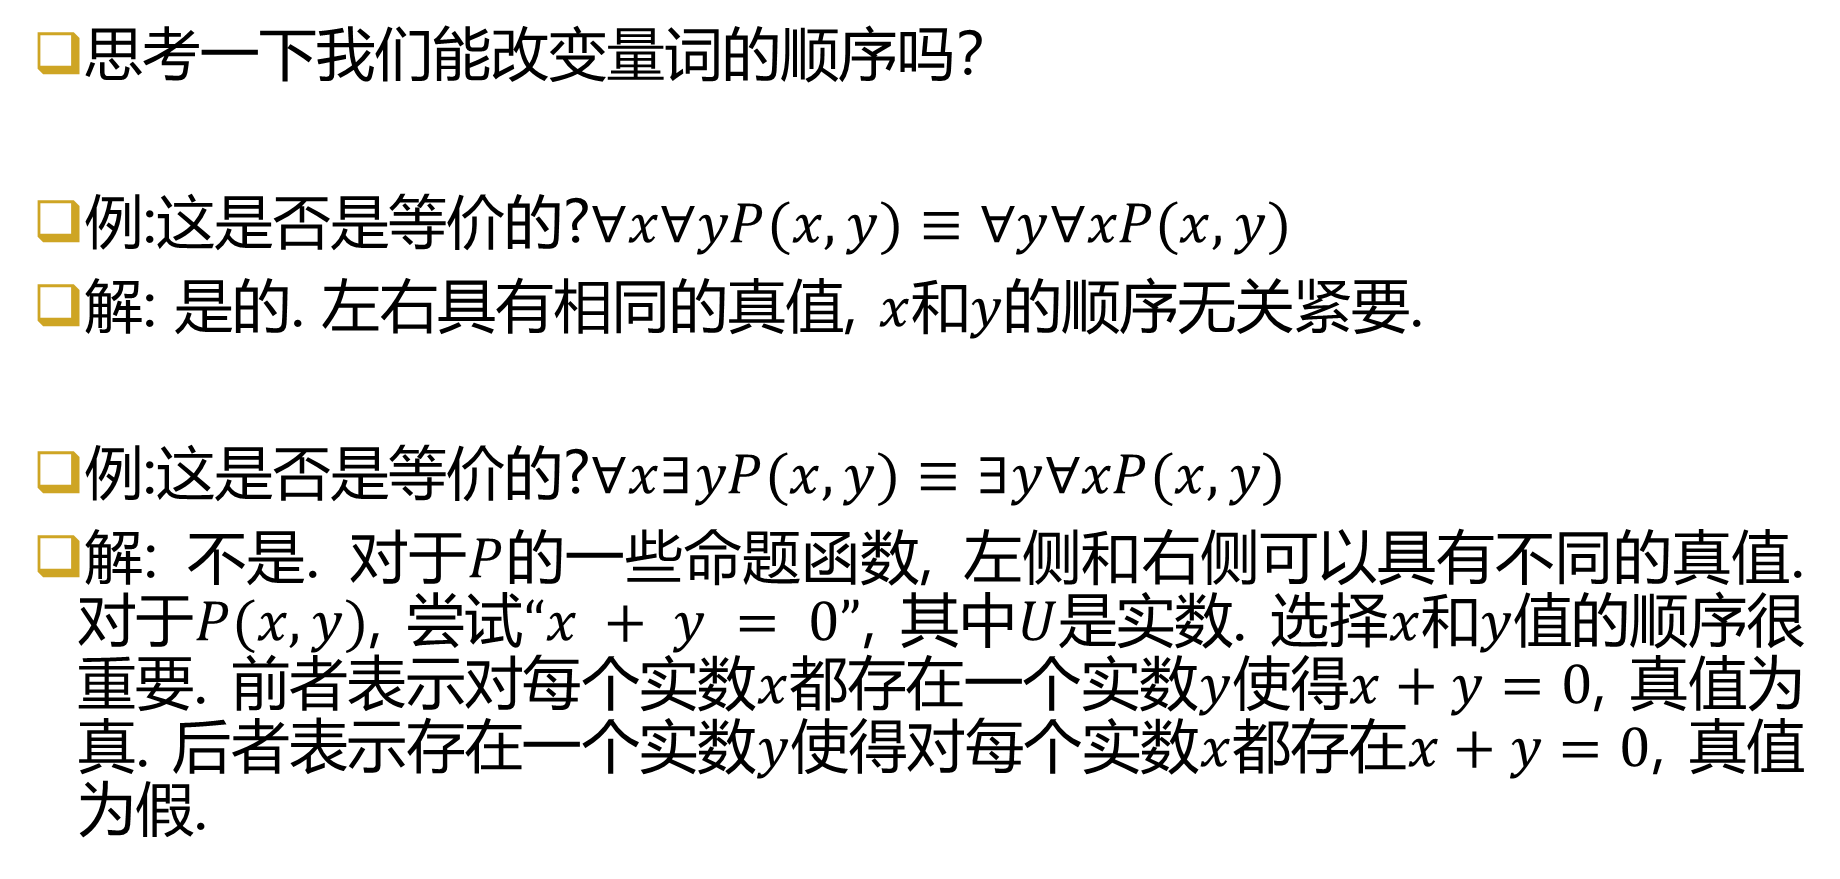 思考一下我们能改变量词的顺序吗?
例:这是否是等价的?∀x∀yP(x, y) ≡ ∀y∀xP(x, y)
解: 是的. 左右具有相同的真值, x和y的顺序无关紧要.
例:这是否是等价的?∀x∃yP(x, y) ≡ ∃y∀xP(x, y)
解: 不是. 对于P的一些命题函数, 左侧和右侧可以具有不同的真值.
对于P(x, y), 尝试“x + y = 0”, 其中U是实数. 选择x和y值的顺序很
重要. 前者表示对每个实数x都存在一个实数y使得x + y = 0, 真值为
真. 后者表示存在一个实数y使得对每个实数x都存在x + y = 0, 真值
为假.